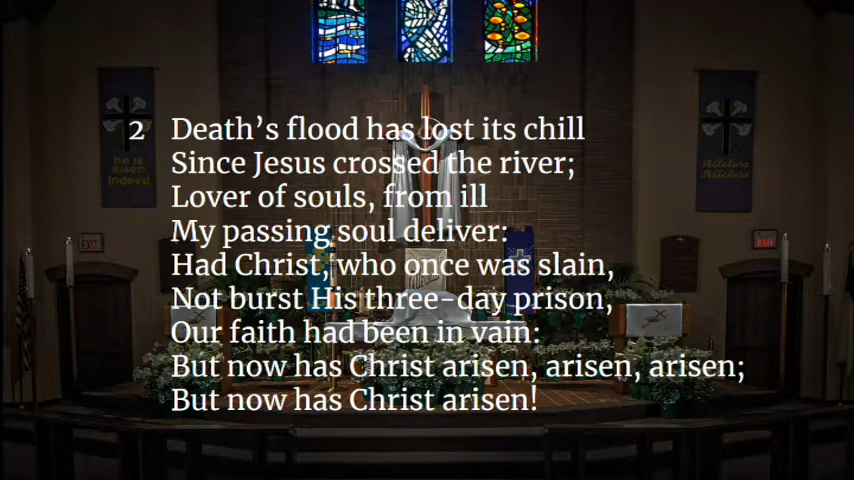 2 Death’s flood has lost its chill
Since Jesus crossed the river;
Lover of souls, from ill
My passing soul deliver:
Had Christ, who once was slain,
Not burst His three-day prison,
Our faith had been in vain:
But now has Christ arisen, arisen, arisen;
But now has Christ arisen!
he is
Risen
Indeed
Alleluia
Alleluia
EXIT
EXIT